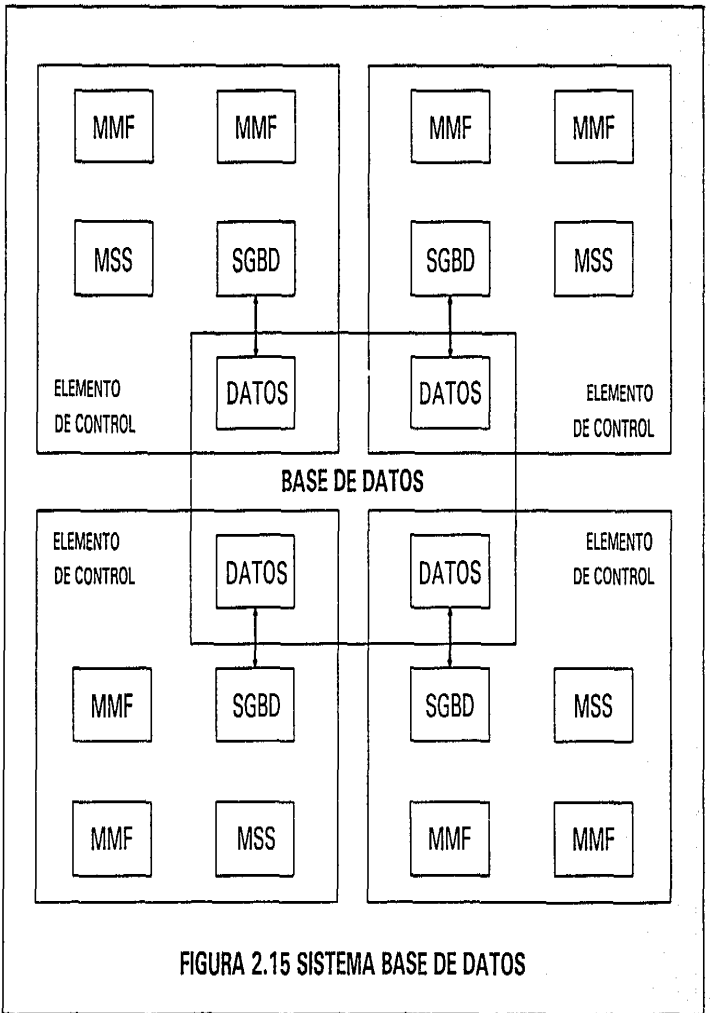 MMF MMF
MSS SGBD
DATOS
ELEMENTO
DE CONTROL
MMF MMF
SGBD MSS
DATOS
ELEMENTO
DE CONTROL
BASE DE DATOS
ELEMENTO
DE CONTROL
DATOS
MMF SGBD
MMF MSS
DATOS
ELEMENTO
DE CONTROL
SGBD MSS
MMF MMF
FIGURA 2.15 SISTEMA BASE DE DATOS